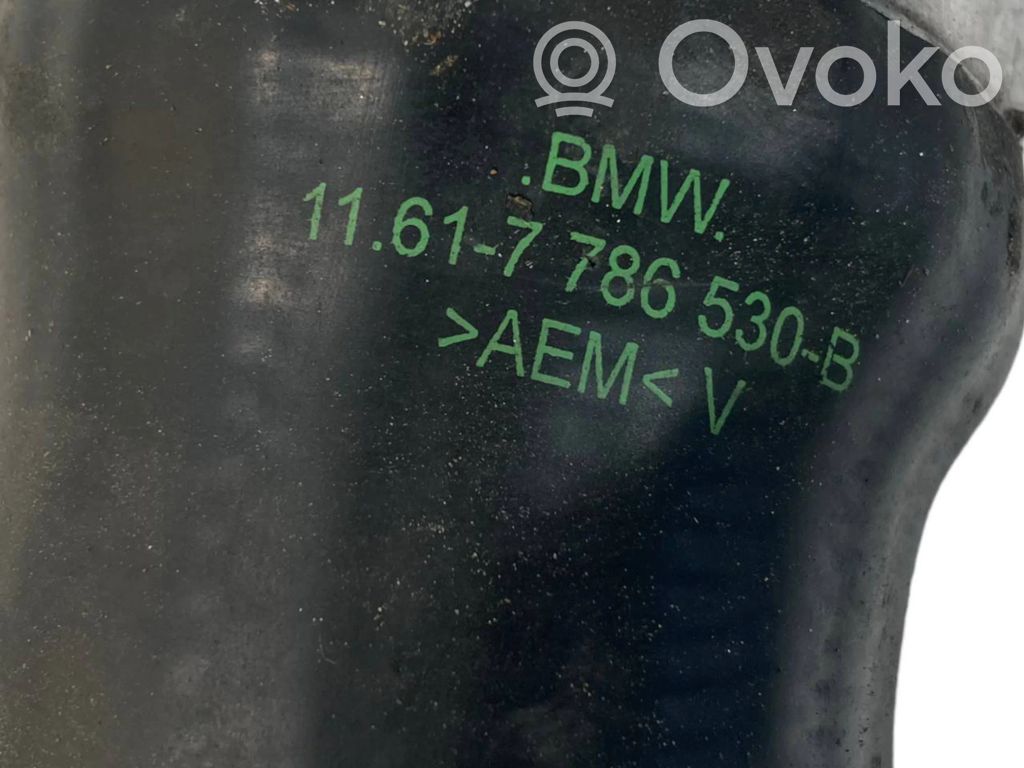 Ovoko
.BMW.
11.61-7 786 530-B
>AEM< V